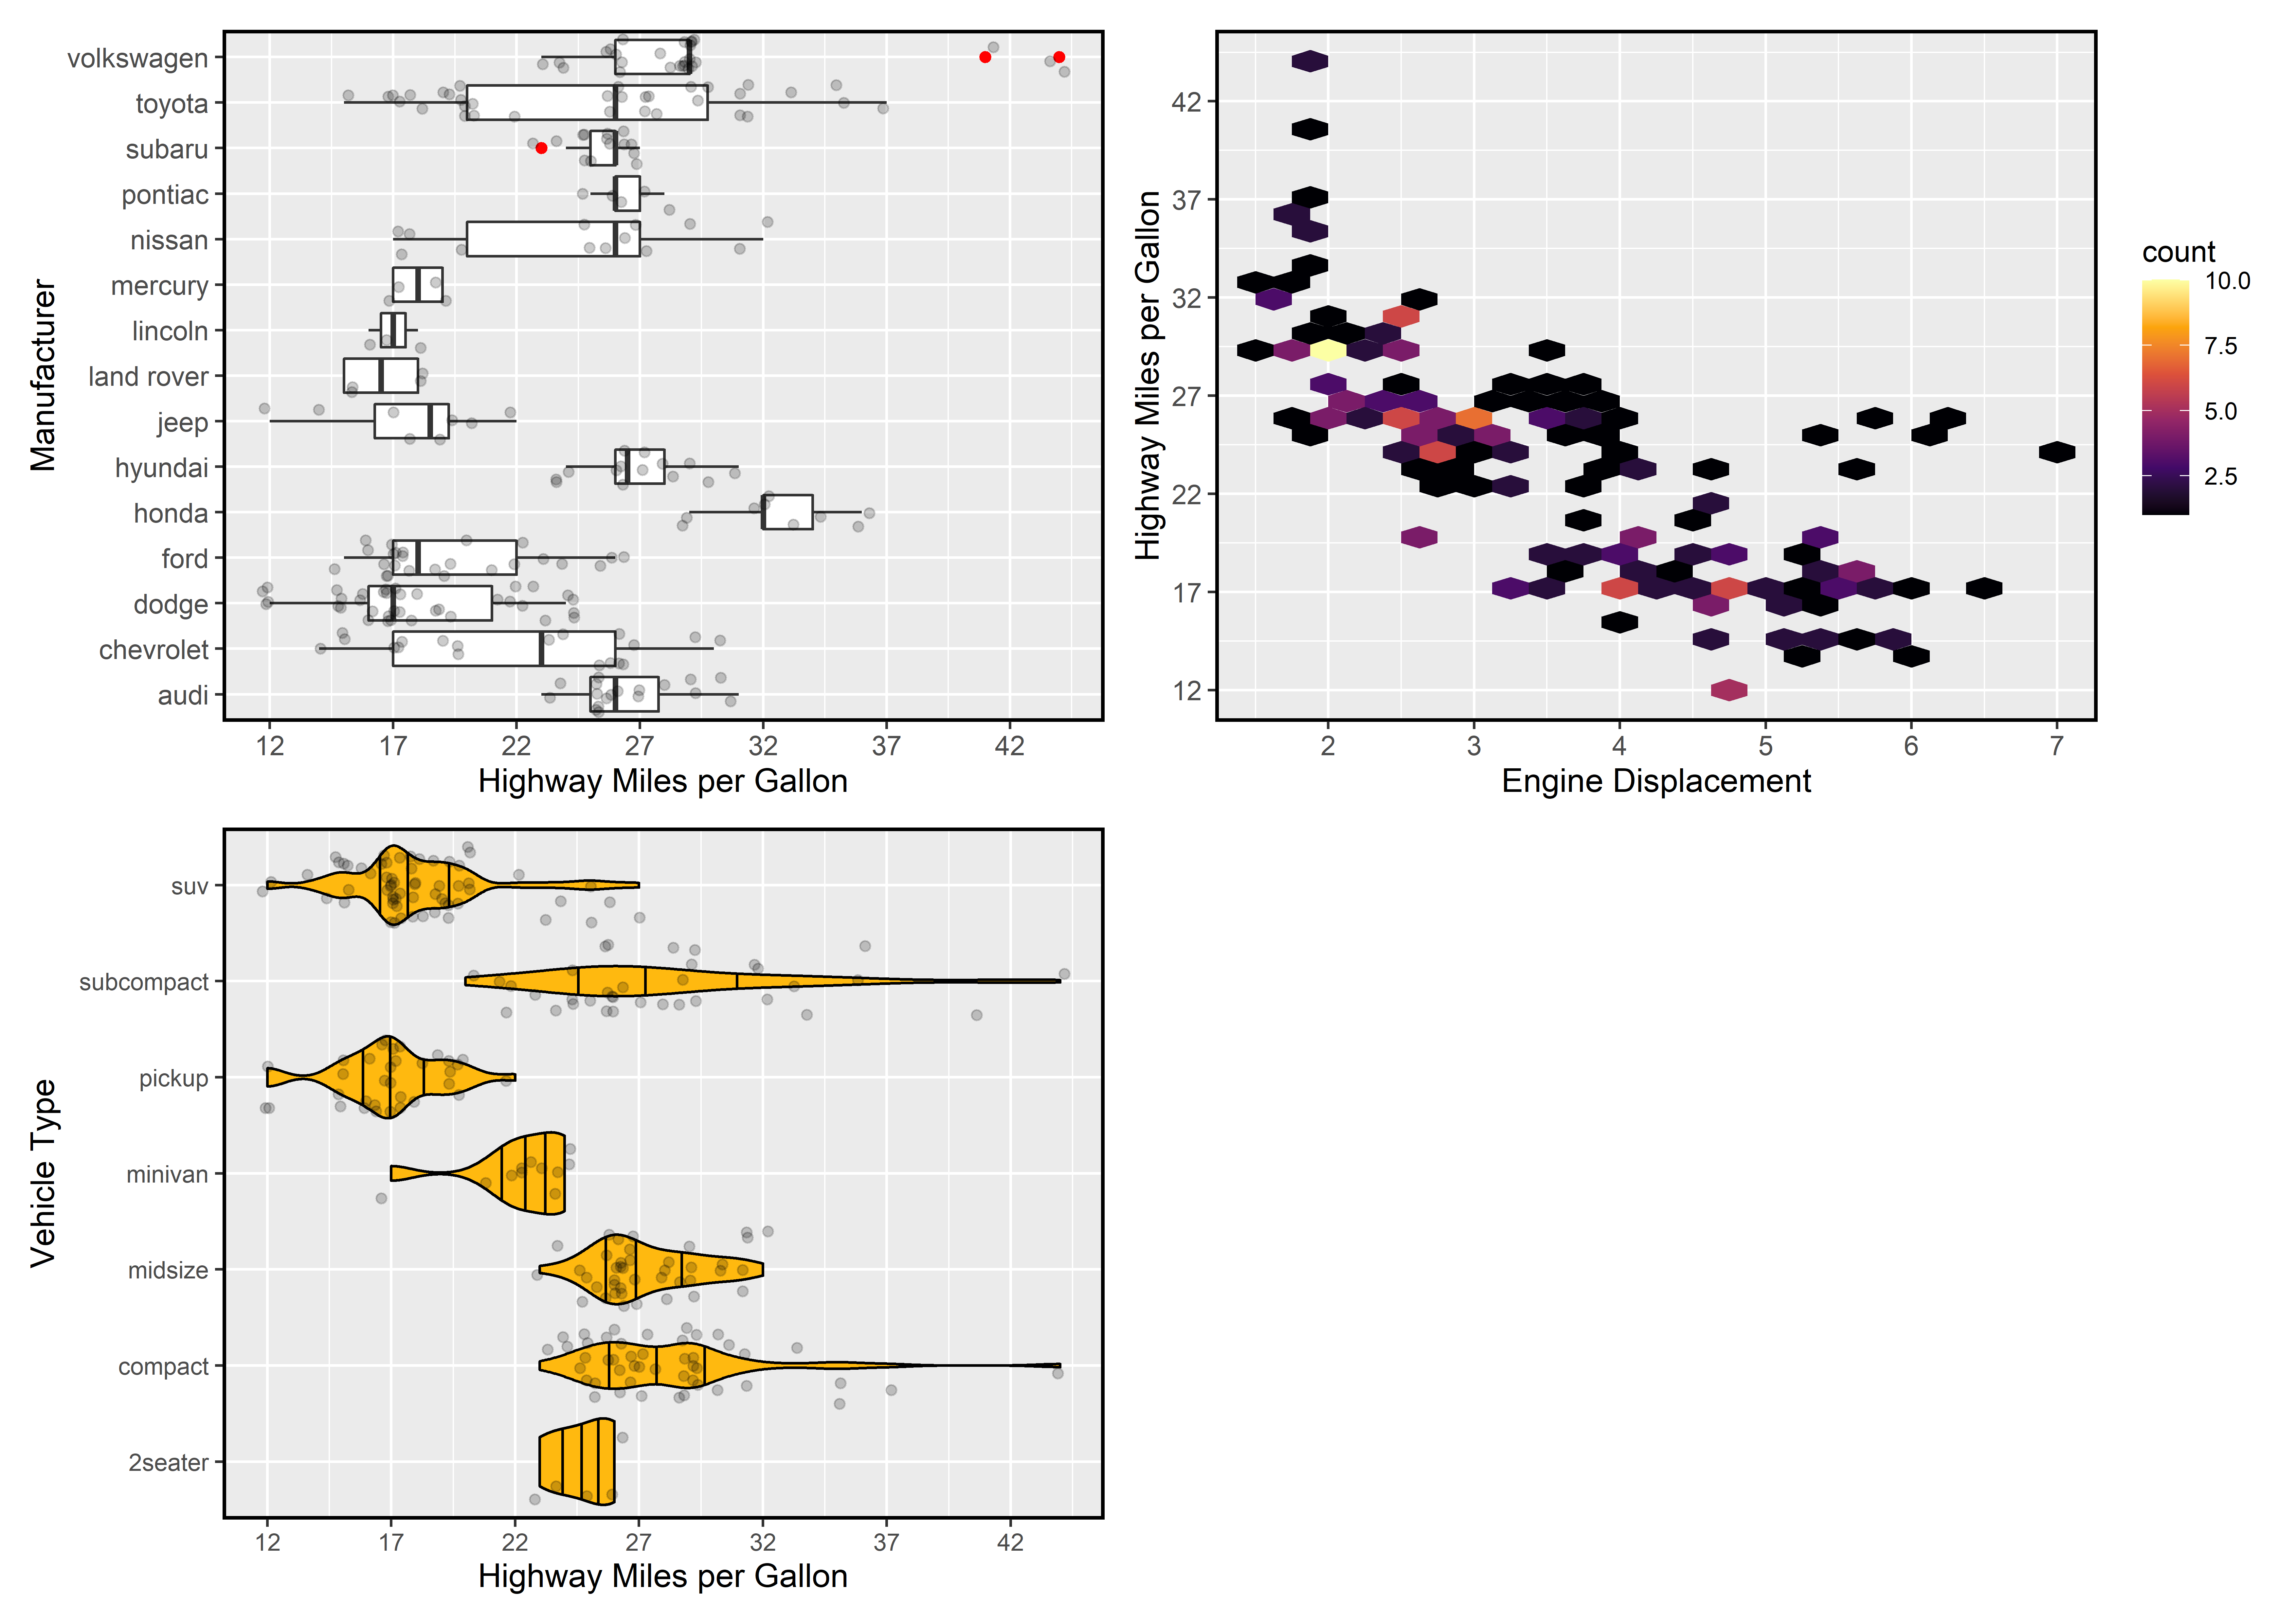 Manufacturer
volkswagen
toyota
subaru
pontiac
nissan
mercury
lincoln
land rover
jeep
hyundai
honda
ford
dodge
chevrolet
audi
12 17 22 27 32 37 42
Highway Miles per Gallon
Highway Miles per Gallon
42
37
32
27
22
17
12
2 3 4 5 6 7
Engine Displacement
count
10.0
7.5
5.0
2.5
Vehicle Type
suv
subcompact
pickup
minivan
midsize
compact
2seater
12 17 22 27 32 37 42
Highway Miles per Gallon